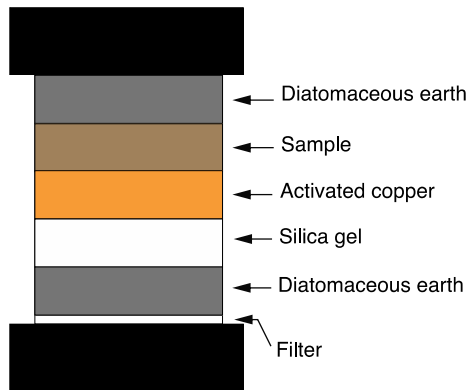 Diatomaceous earth
Sample
Activated copper
Silica gel
Diatomaceous earth
Filter